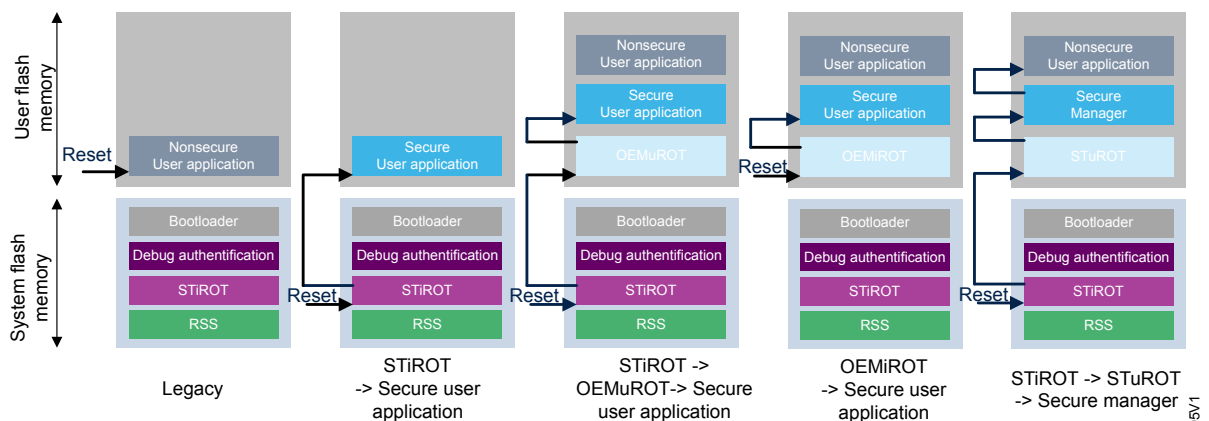 User flash
memory
System flash
memory
Reset
Nonsecure
User application
Bootloader
Debug authentification
STiROT
RSS
Legacy
Secure
User application
Reset
Bootloader
Debug authentification
STiROT
RSS
STiROT
-> Secure user
application
Nonsecure
User application
Secure
User application
OEMuROT
Reset
Bootloader
Debug authentification
STiROT
RSS
STiROT ->
OEMuROT-> Secure
user application
Nonsecure
User application
Secure
User application
OEMiROT
Reset
Bootloader
Debug authentification
STiROT
RSS
OEMiROT
-> Secure user
application
Nonsecure
User application
Secure
Manager
STuROT
Reset
Bootloader
Debug authentification
STiROT
RSS
STiROT -> STuROT
-> Secure manager
5V1